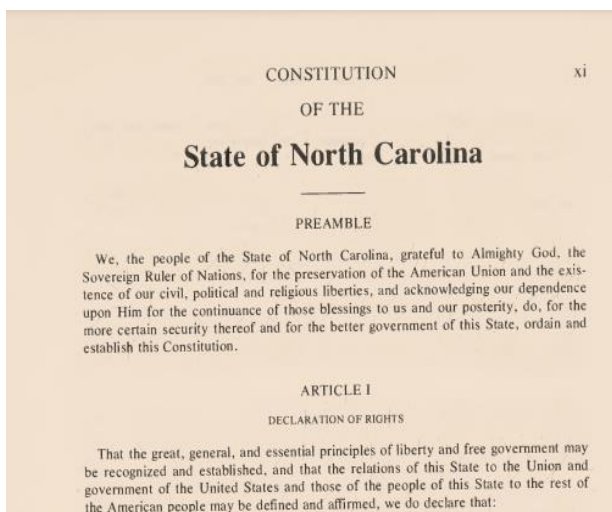 CONSTITUTION xi
OF THE
State of North Carolina
PREAMBLE
We, the people of the State of North Carolina, grateful to Almighty God, the
Sovereign Ruler of Nations, for the preservation of the American Union and the exis-
tence of our civil, political and religious liberties, and acknowledging our dependence
upon Him for the continuance of those blessings to us and our posterity, do, for the
more certain security thereof and for the better government of this State, ordain and
establish this Constitution.
ARTICLE I
DECLARATION OF RIGHTS
That the great, general, and essential principles of liberty and free government may
be recognized and established, and that the relations of this State to the Union and
government of the United States and those of the people of this State to the rest of
the American people may be defined and affirmed, we do declare that: